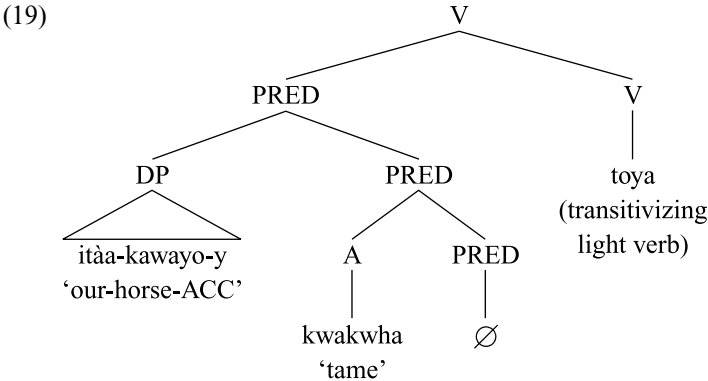 (19)
V
PRED V
DP PRED toya
(transitivizing
light verb)
itàa-kawayo-y A PRED
‘our-horse-ACC’
kwakwha ∅
‘tame’